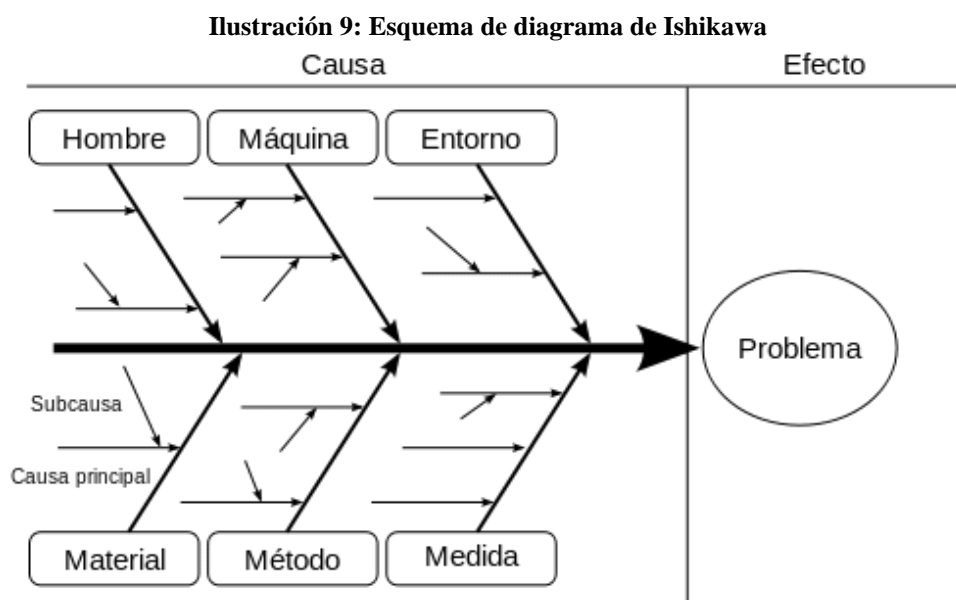 Ilustración 9: Esquema de diagrama de Ishikawa
Causa
Efecto
Hombre
Máquina
Entorno
Problema
Subcausa
Causa principal
Material
Método
Medida